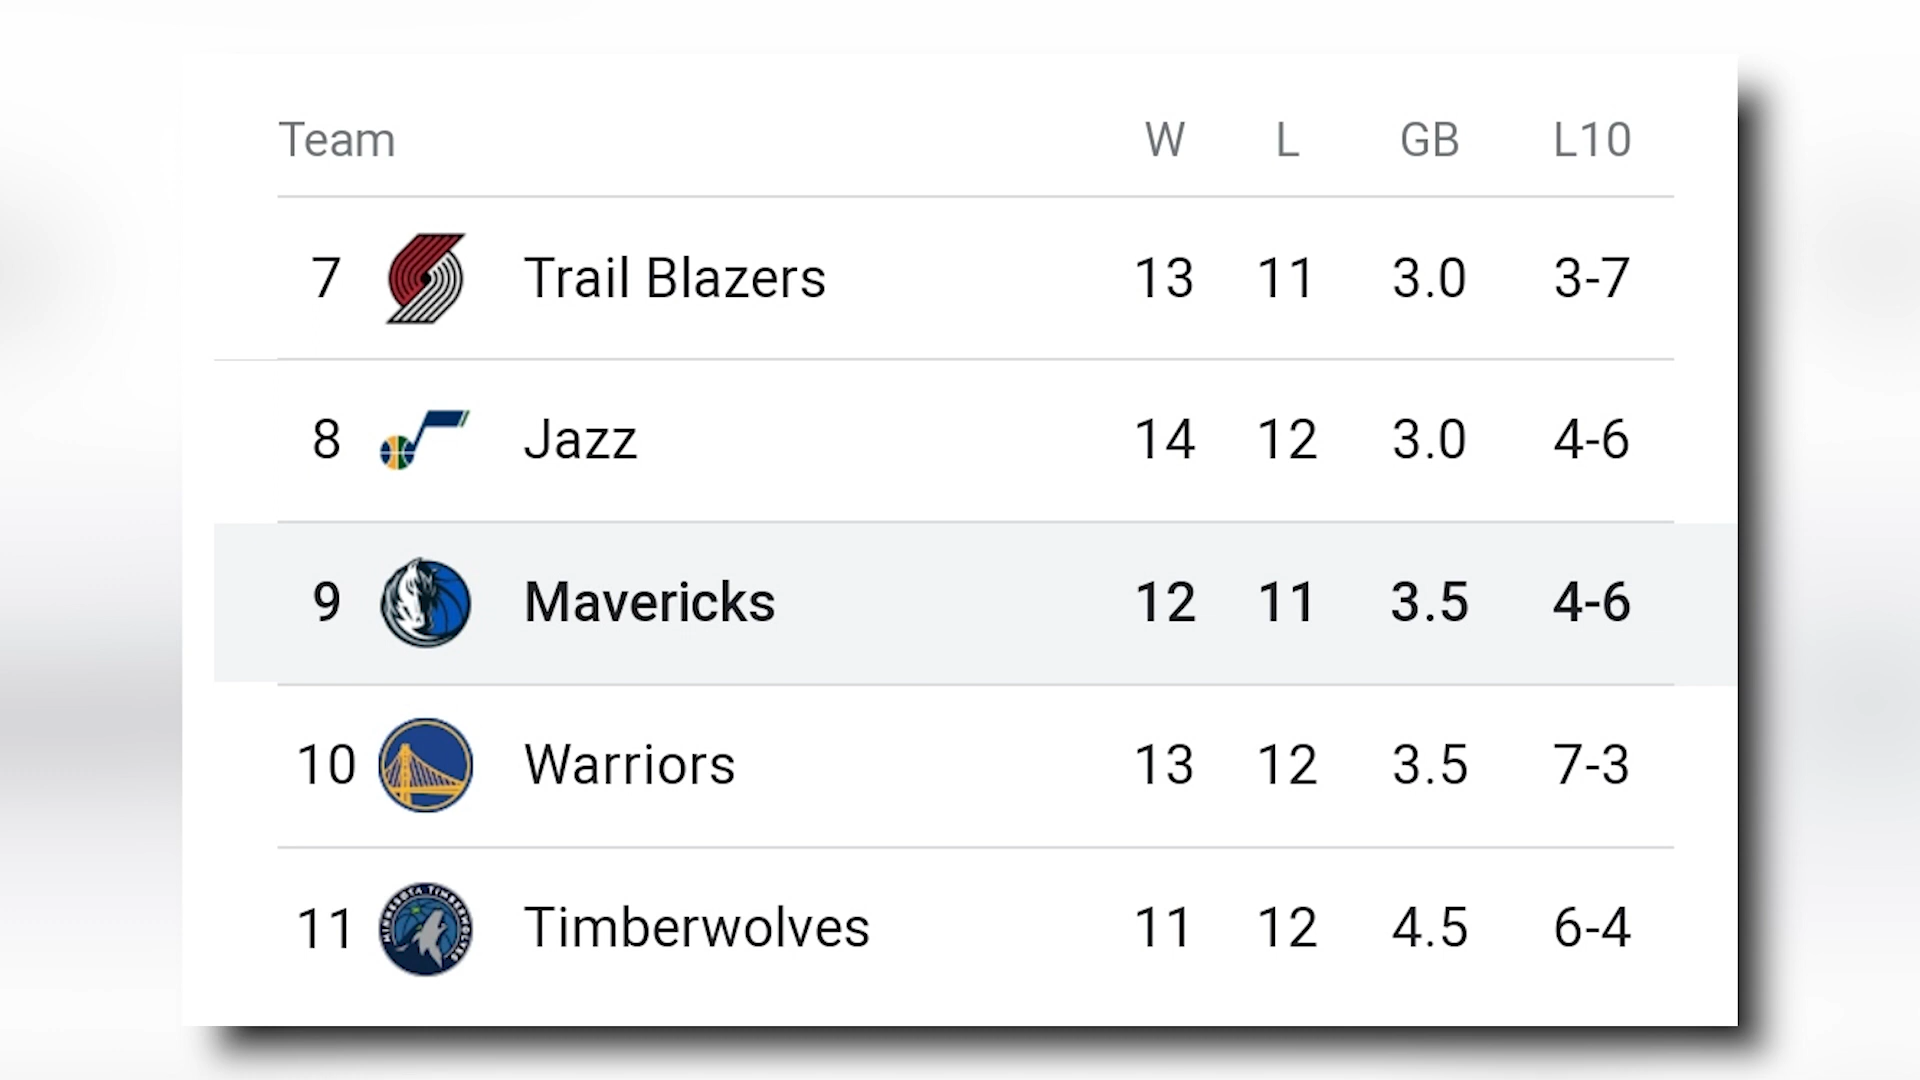 Team W L GB L10
7 Trail Blazers 13 11 3.0 3-7
8 Jazz 14 12 3.0 4-6
9 Mavericks 12 11 3.5 4-6
10 Warriors 13 12 3.5 7-3
MINNESOTA TIMBERWOLVES
11 Timberwolves 11 12 4.5 6-4